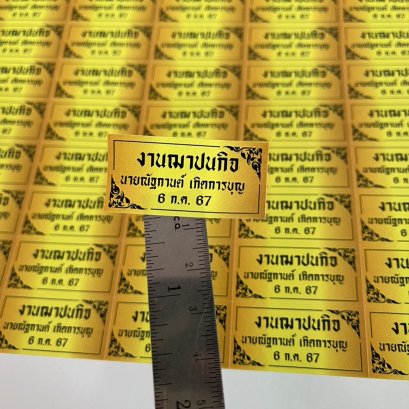 งานฌาปนกิจ
นายณัฐกานต์ เกิดการบุญ
6 ก.ค. 67